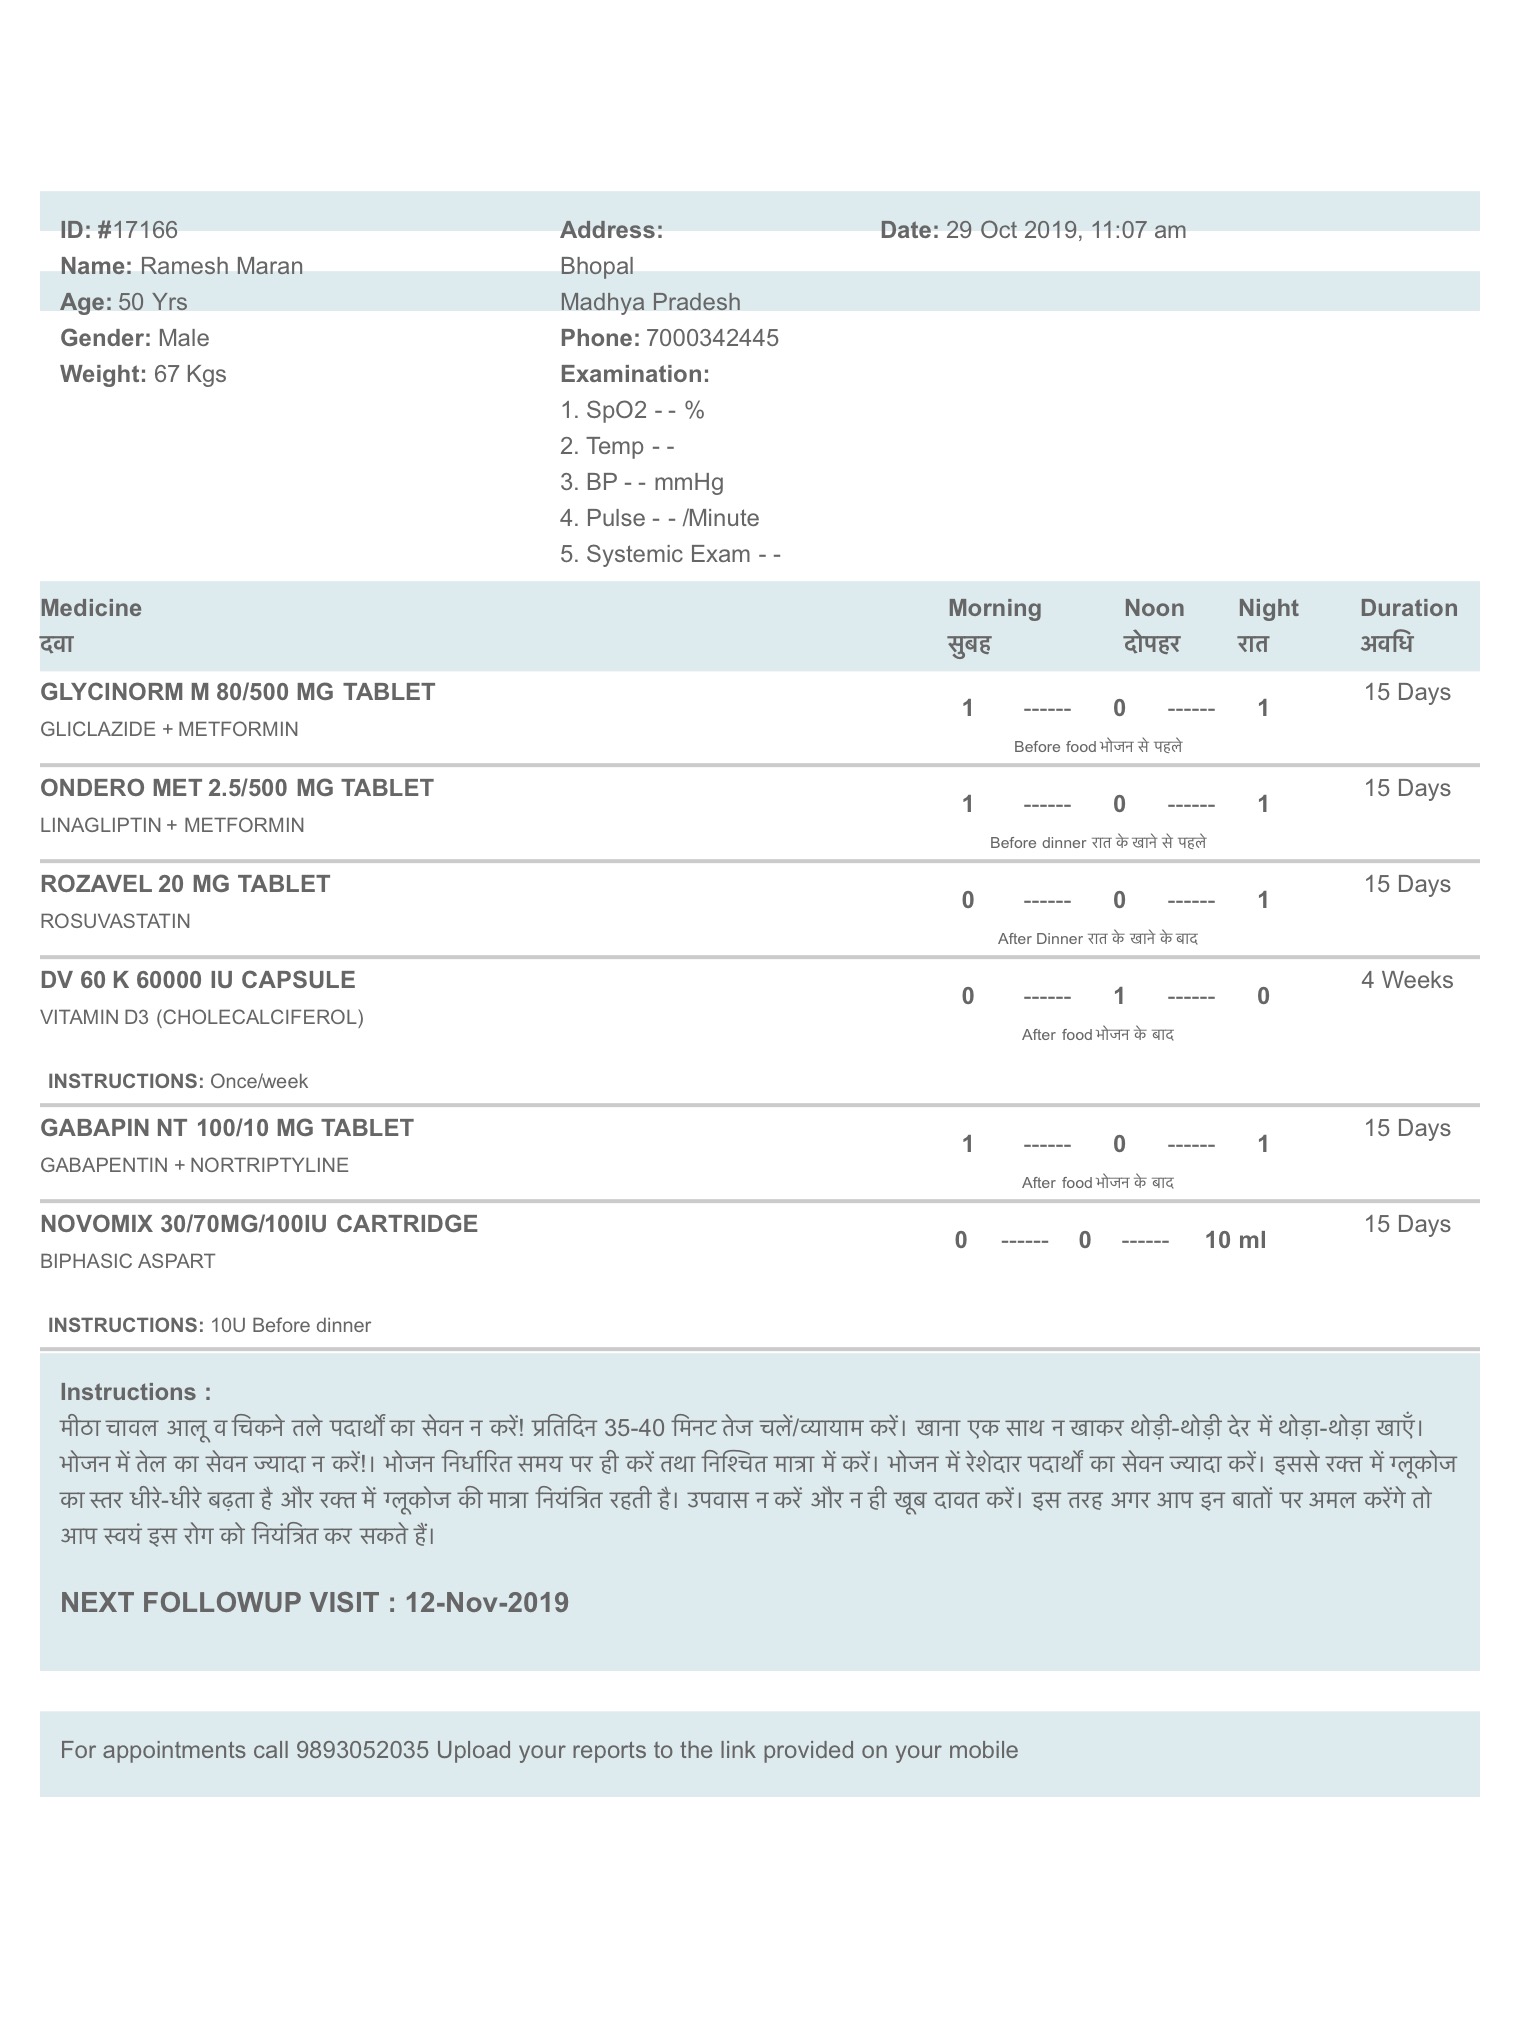 ID: #17166
Name: Ramesh Maran
Age: 50 Yrs
Gender: Male
Weight: 67 Kgs
Address:
Bhopal
Madhya Pradesh
Phone: 7000342445
Examination:
1. SpO2 - - %
2. Temp - -
3. BP - - mmHg
4. Pulse - - /Minute
5. Systemic Exam - -
Date: 29 Oct 2019, 11:07 am
Medicine Morning Noon Night Duration
दवा सुबह दोपहर रात अवधि
GLYCINORM M 80/500 MG TABLET 15 Days
1 ------ 0 ------ 1
GLICLAZIDE + METFORMIN
Before food भोजन से पहले
ONDERO MET 2.5/500 MG TABLET 15 Days
1 ------ 0 ------ 1
LINAGLIPTIN + METFORMIN
Before dinner रात के खाने से पहले
ROZAVEL 20 MG TABLET 15 Days
0 ------ 0 ------ 1
ROSUVASTATIN
After Dinner रात के खाने के बाद
DV 60 K 60000 IU CAPSULE 4 Weeks
0 ------ 1 ------ 0
VITAMIN D3 (CHOLECALCIFEROL)
After food भोजन के बाद
INSTRUCTIONS: Once/week
GABAPIN NT 100/10 MG TABLET 15 Days
1 ------ 0 ------ 1
GABAPENTIN + NORTRIPTYLINE
After food भोजन के बाद
NOVOMIX 30/70MG/100IU CARTRIDGE 15 Days
0 ------ 0 ------ 10 ml
BIPHASIC ASPART
INSTRUCTIONS: 10U Before dinner
Instructions :
मीठा चावल आलू व चिकने तले पदार्थों का सेवन न करें! प्रतिदिन 35-40 मिनट तेज चलें/व्यायाम करें। खाना एक साथ न खाकर थोड़ी-थोड़ी देर में थोड़ा-थोड़ा खाएँ।
भोजन में तेल का सेवन ज्यादा न करें!। भोजन निर्धारित समय पर ही करें तथा निश्चित मात्रा में करें। भोजन में रेशेदार पदार्थों का सेवन ज्यादा करें। इससे रक्त में ग्लूकोज
का स्तर धीरे-धीरे बढ़ता है और रक्त में ग्लूकोज की मात्रा नियंत्रित रहती है। उपवास न करें और न ही खूब दावत करें। इस तरह अगर आप इन बातों पर अमल करेंगे तो
आप स्वयं इस रोग को नियंत्रित कर सकते हैं।
NEXT FOLLOWUP VISIT : 12-Nov-2019
For appointments call 9893052035 Upload your reports to the link provided on your mobile